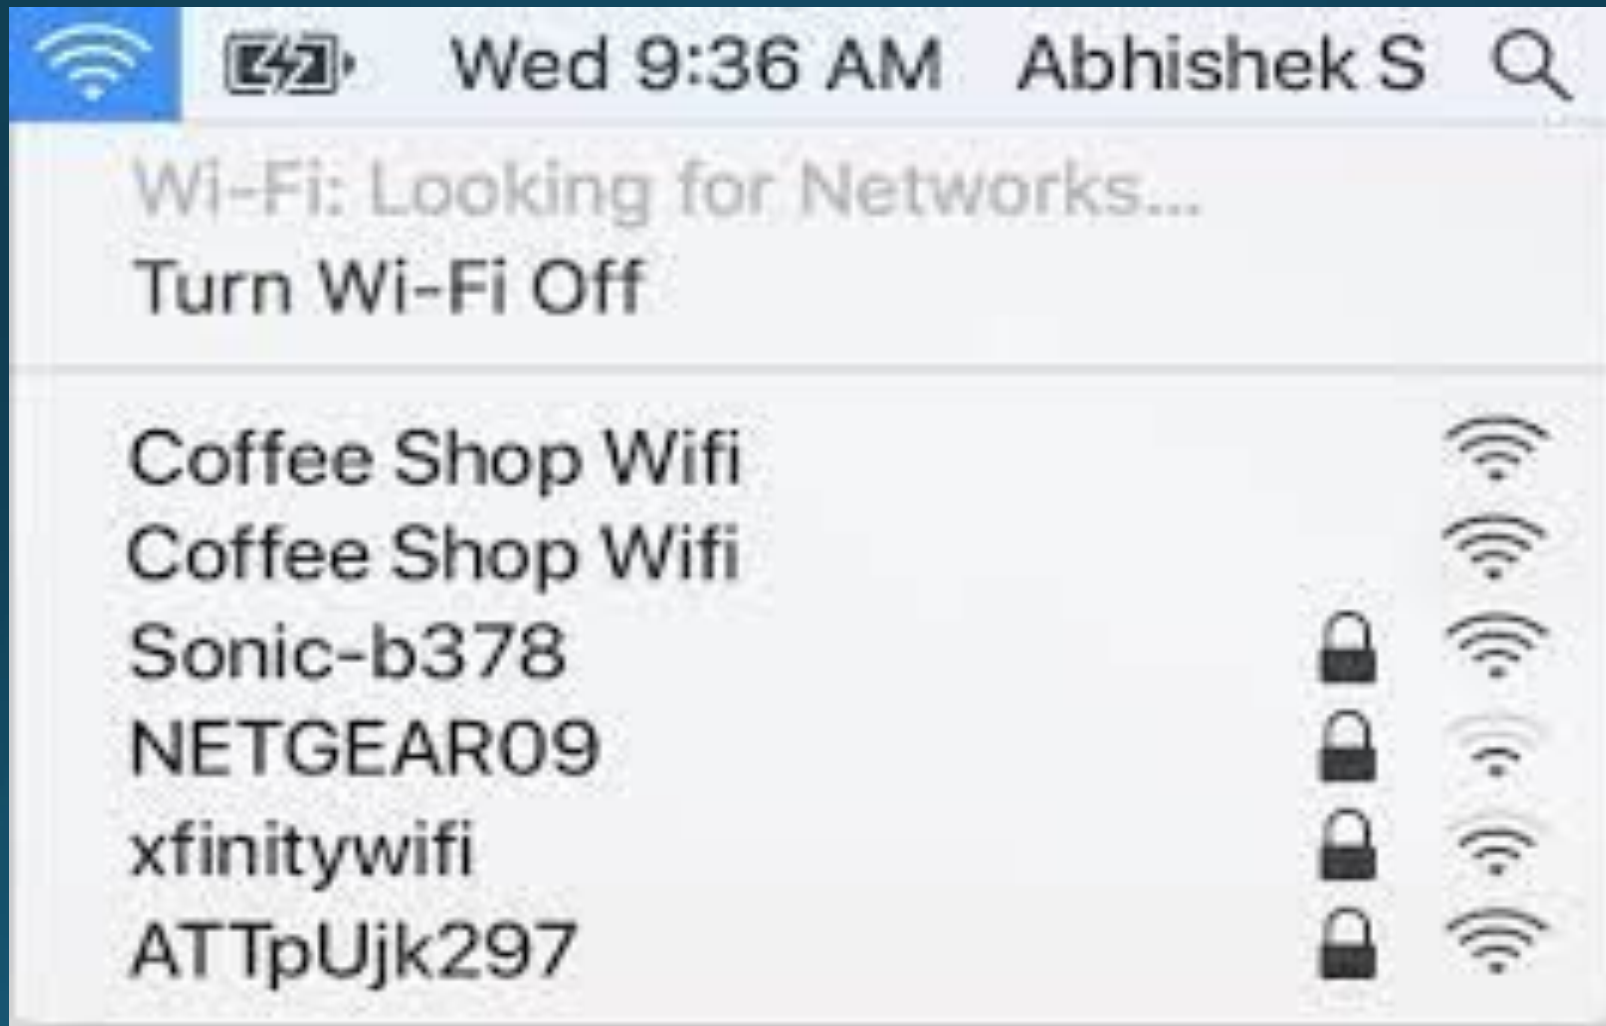 Wed 9:36 AM Abhishek S
Wi-Fi: Looking for Networks...
Turn Wi-Fi Off
Coffee Shop Wifi
Coffee Shop Wifi
Sonic-b378
NETGEAR09
xfinitywifi
ATTpUjk297